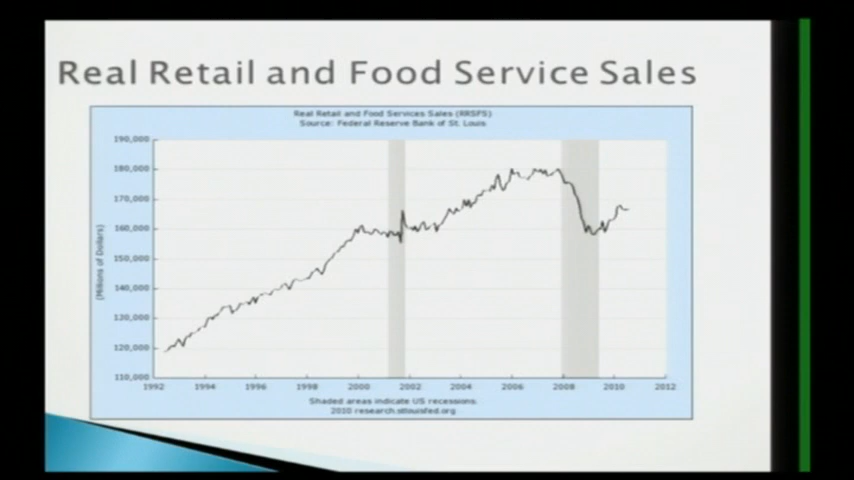 Real Retail and Food Service Sales
Real Retail and Food Services Sales (RRSFS)
Source: Federal Reserve Bank of St. Louis
190,000
180,000
170,000
160,000
150,000
140,000
130,000
120,000
110,000
(Millions of Dollars)
1992 1994 1996 1998 2000 2002 2004 2006 2008 2010 2012
Shaded areas indicate US recessions.
2010 research.stlouisfed.org